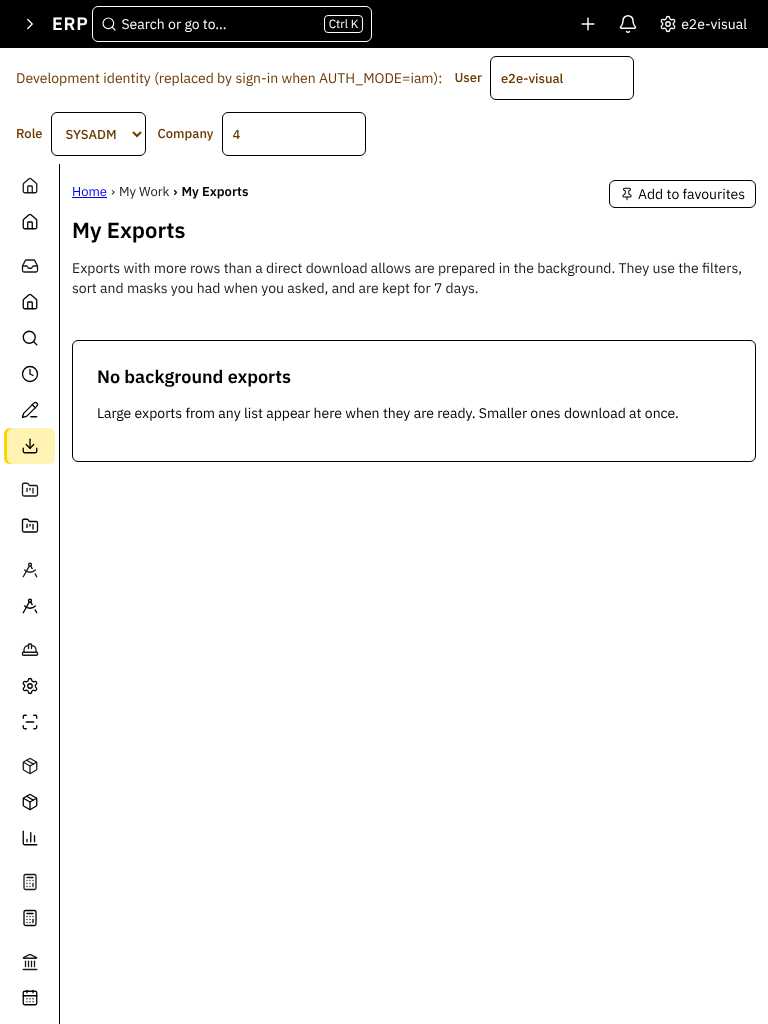 ERP
Search or go to...
Ctrl K
e2e-visual
Development identity (replaced by sign-in when AUTH_MODE=iam): User e2e-visual
Role SYSADM Company 4
Home › My Work › My Exports
Add to favourites
My Exports
Exports with more rows than a direct download allows are prepared in the background. They use the filters,
sort and masks you had when you asked, and are kept for 7 days.
No background exports
Large exports from any list appear here when they are ready. Smaller ones download at once.